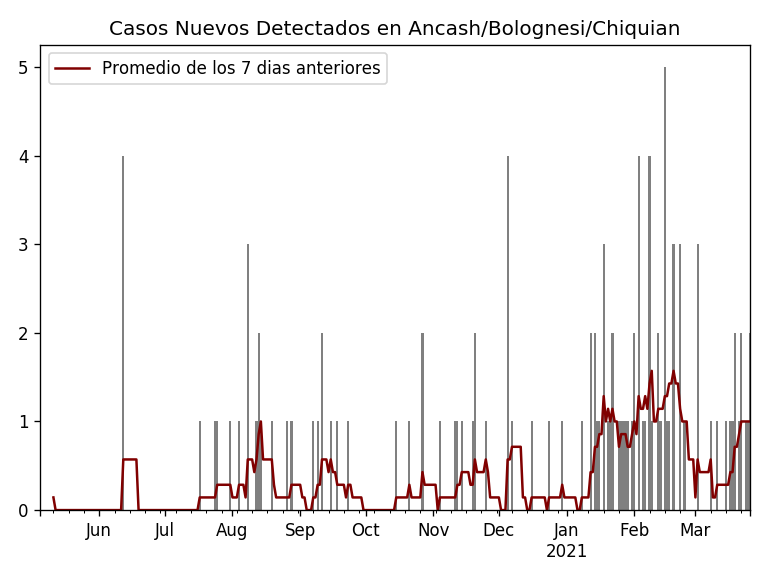 Casos Nuevos Detectados en Ancash/Bolognesi/Chiquian
Promedio de los 7 dias anteriores
5
4
3
2
1
0
Jun Jul Aug Sep Oct Nov Dec Jan Feb Mar
2021